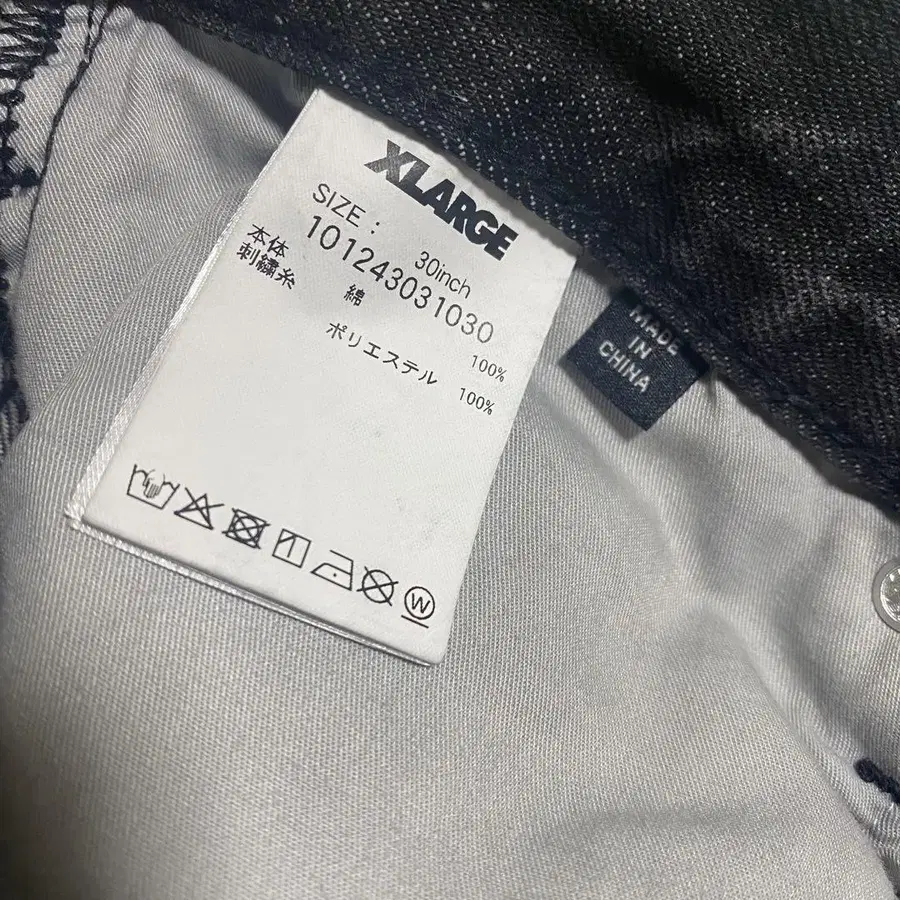 XLARGE
SIZE : 30inch
101243031030
本体 綿 100%
刺繍糸 ポリエステル 100%
W
MADE
IN
CHINA